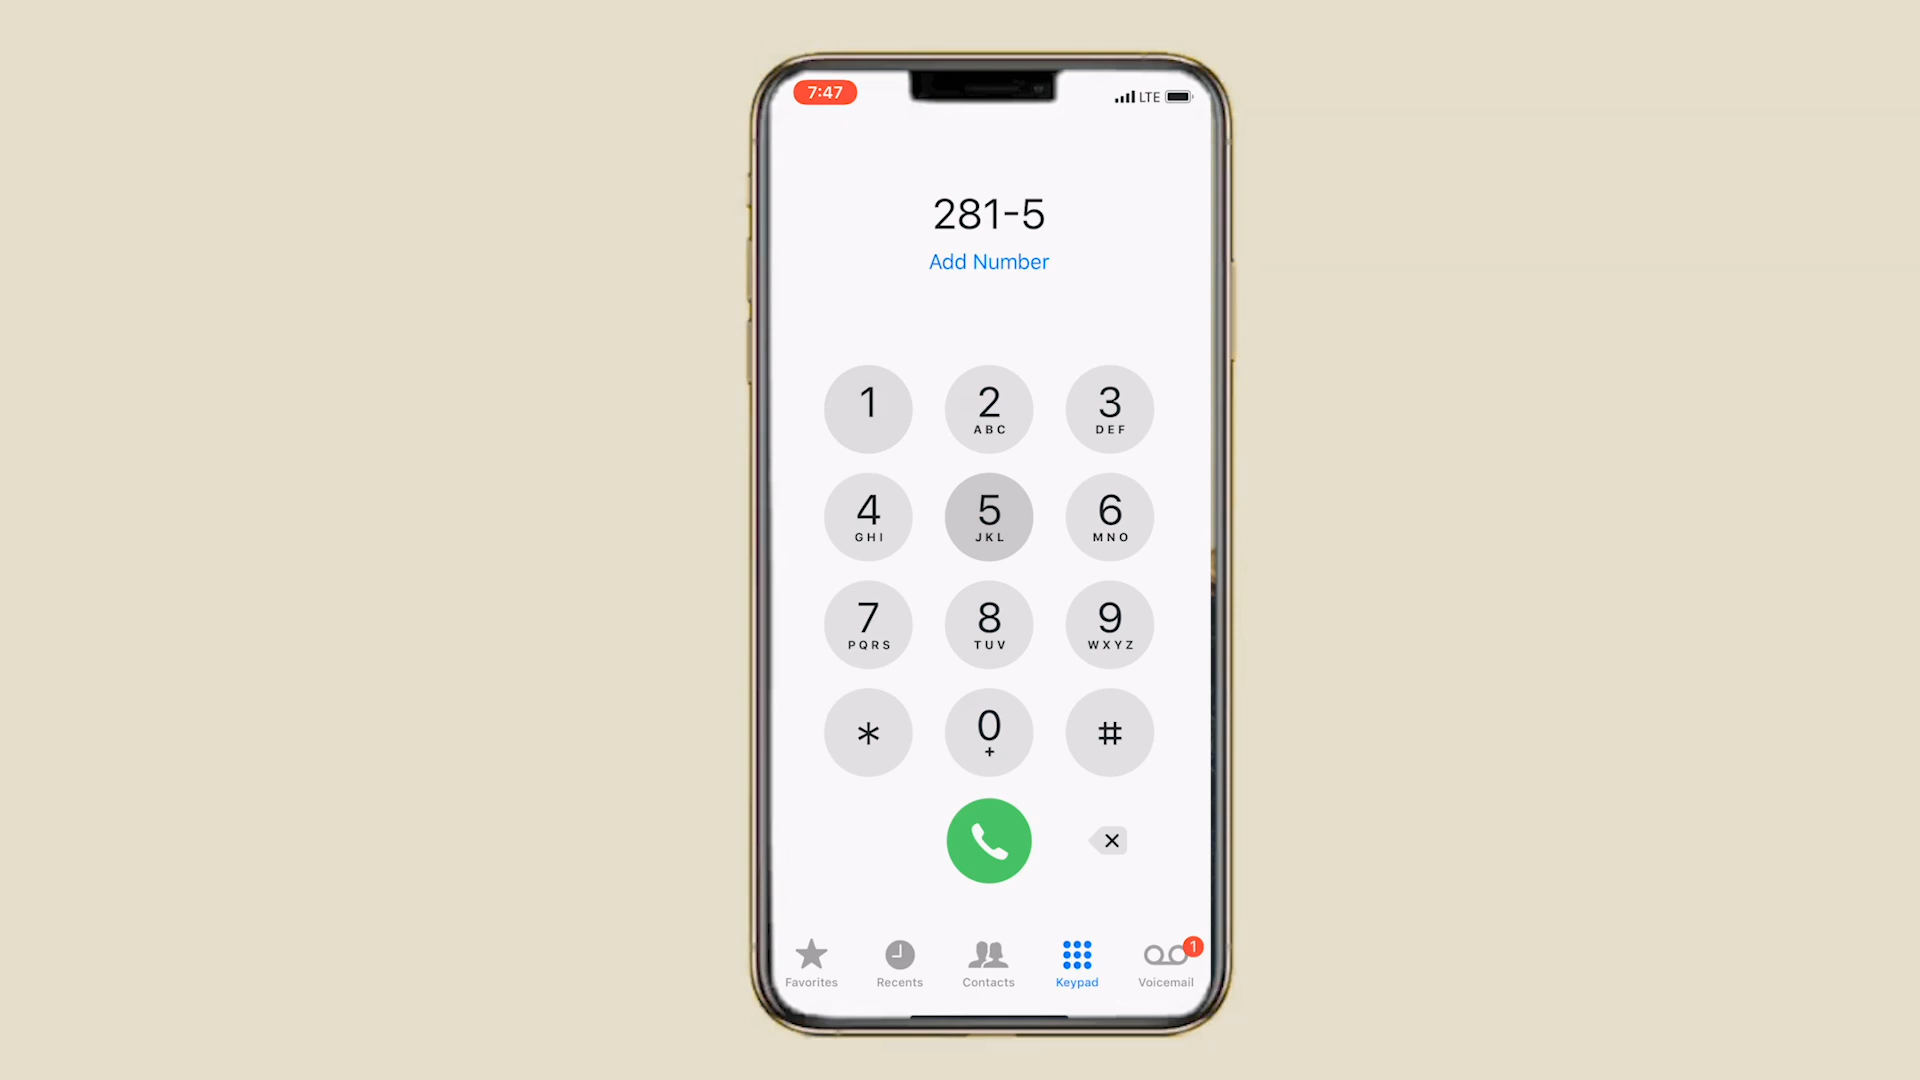 7:47 LTE
281-5
Add Number
1 2 3
ABC DEF
4 5 6
GHI JKL MNO
7 8 9
PQRS TUV WXYZ
* 0 #
+
1
Favorites Recents Contacts Keypad Voicemail